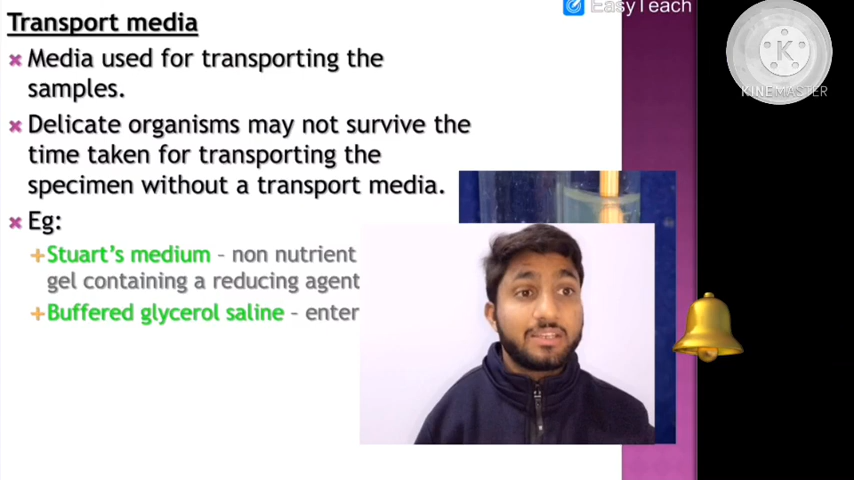 Transport media
EasyTeach
Media used for transporting the
samples.
K
KINEMASTER
Delicate organisms may not survive the
time taken for transporting the
specimen without a transport media.
Eg:
Stuart's medium – non nutrient
gel containing a reducing agent
Buffered glycerol saline – enter